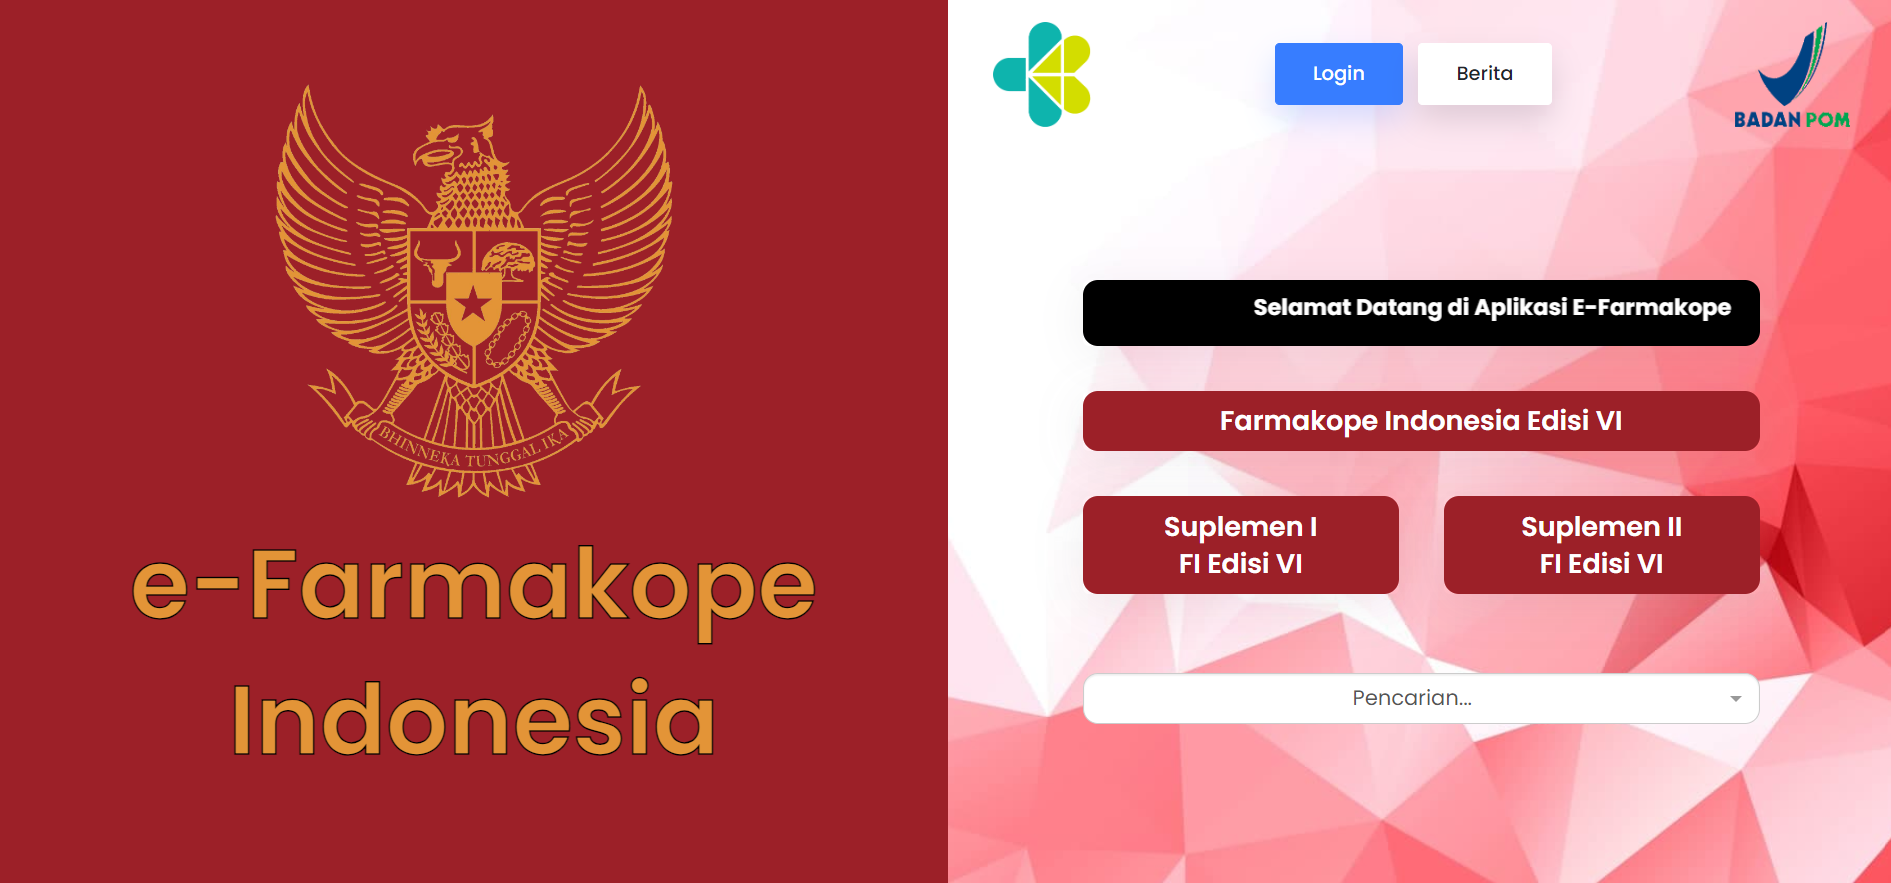 BHINNEKA TUNGGAL IKA
e-Farmakope
Indonesia
Login
Berita
BADAN POM
Selamat Datang di Aplikasi E-Farmakope
Farmakope Indonesia Edisi VI
Suplemen I
FI Edisi VI
Suplemen II
FI Edisi VI
Pencarian...